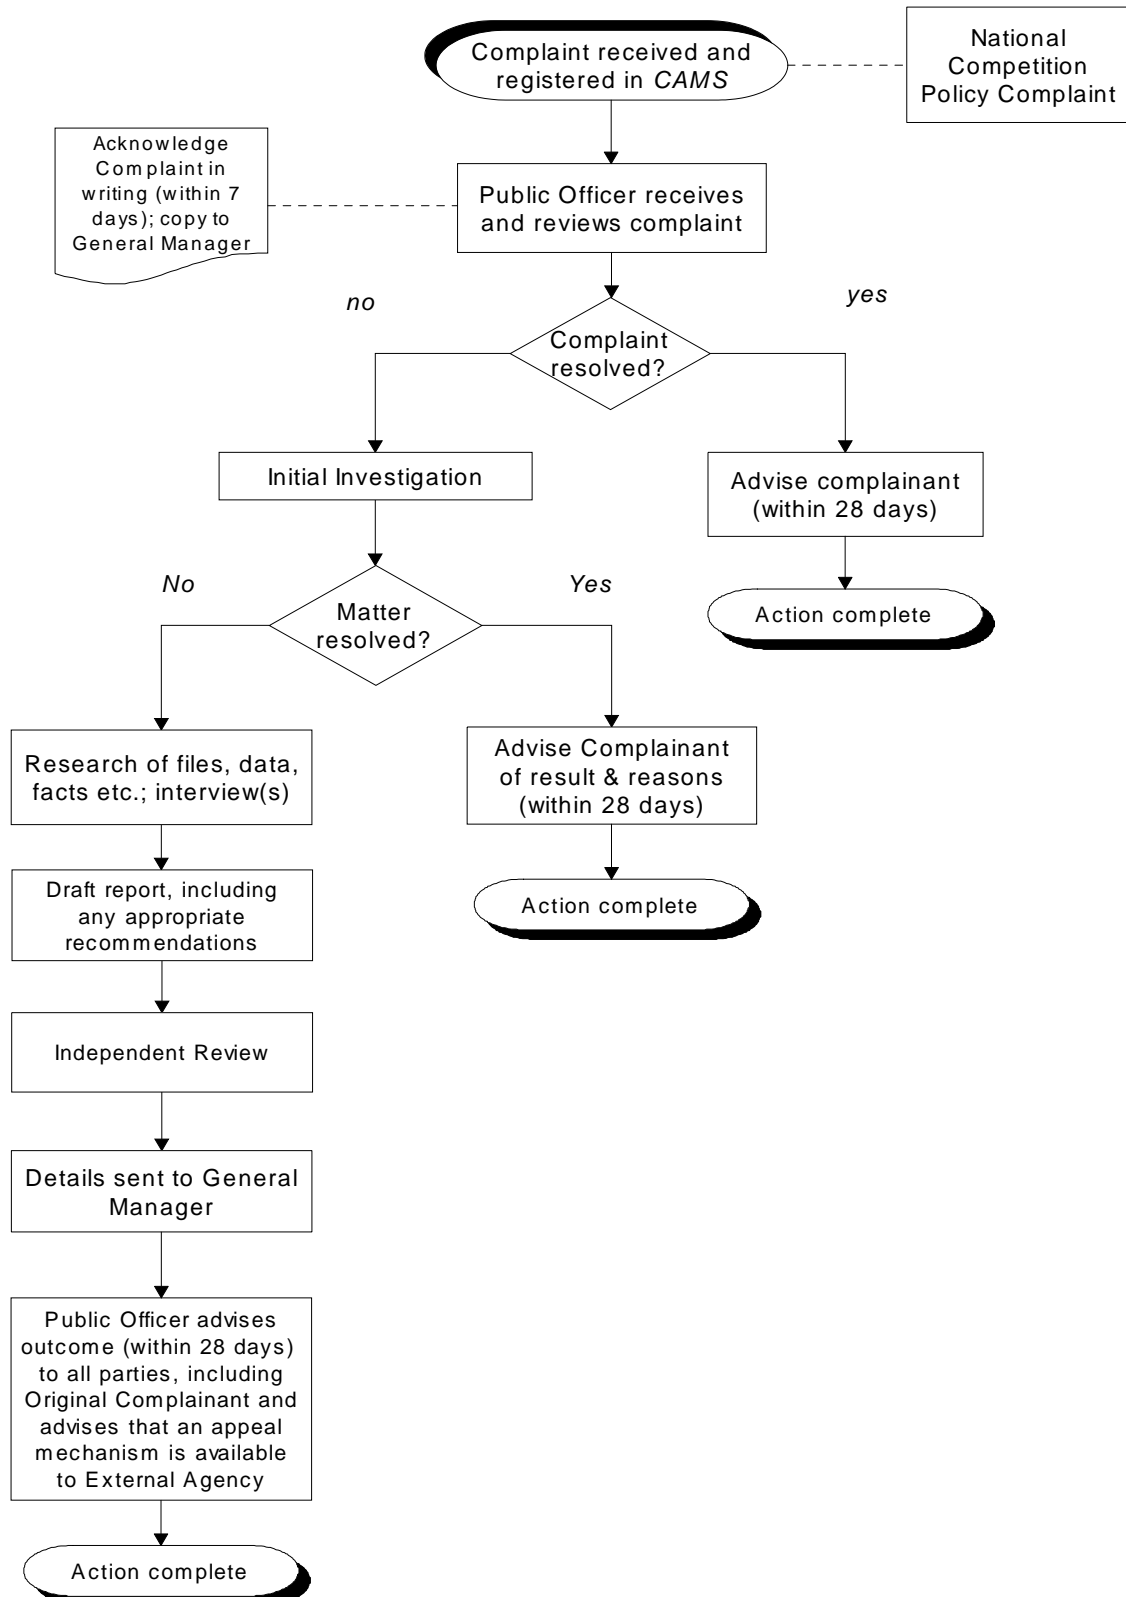 Complaint received and
registered in CAMS
National
Competition
Policy Complaint
Acknowledge
Complaint in
writing (within 7
days); copy to
General Manager
Public Officer receives
and reviews complaint
no
yes
Complaint
resolved?
Initial Investigation
Advise complainant
(within 28 days)
No
Yes
Matter
resolved?
Action complete
Research of files, data,
facts etc.; interview(s)
Advise Complainant
of result & reasons
(within 28 days)
Draft report, including
any appropriate
recommendations
Action complete
Independent Review
Details sent to General
Manager
Public Officer advises
outcome (within 28 days)
to all parties, including
Original Complainant and
advises that an appeal
mechanism is available
to External Agency
Action complete